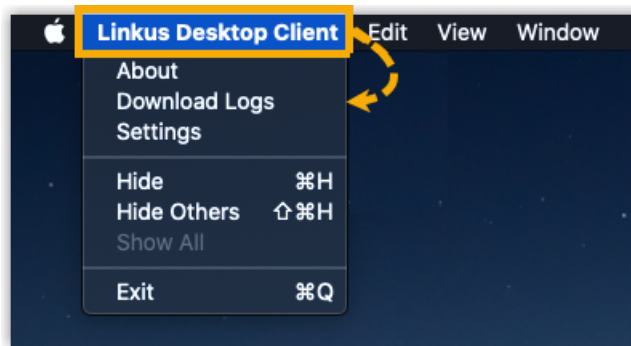 Linkus Desktop Client Edit View Window
About
Download Logs
Settings
Hide ⌘H
Hide Others ⇧⌘H
Show All
Exit ⌘Q